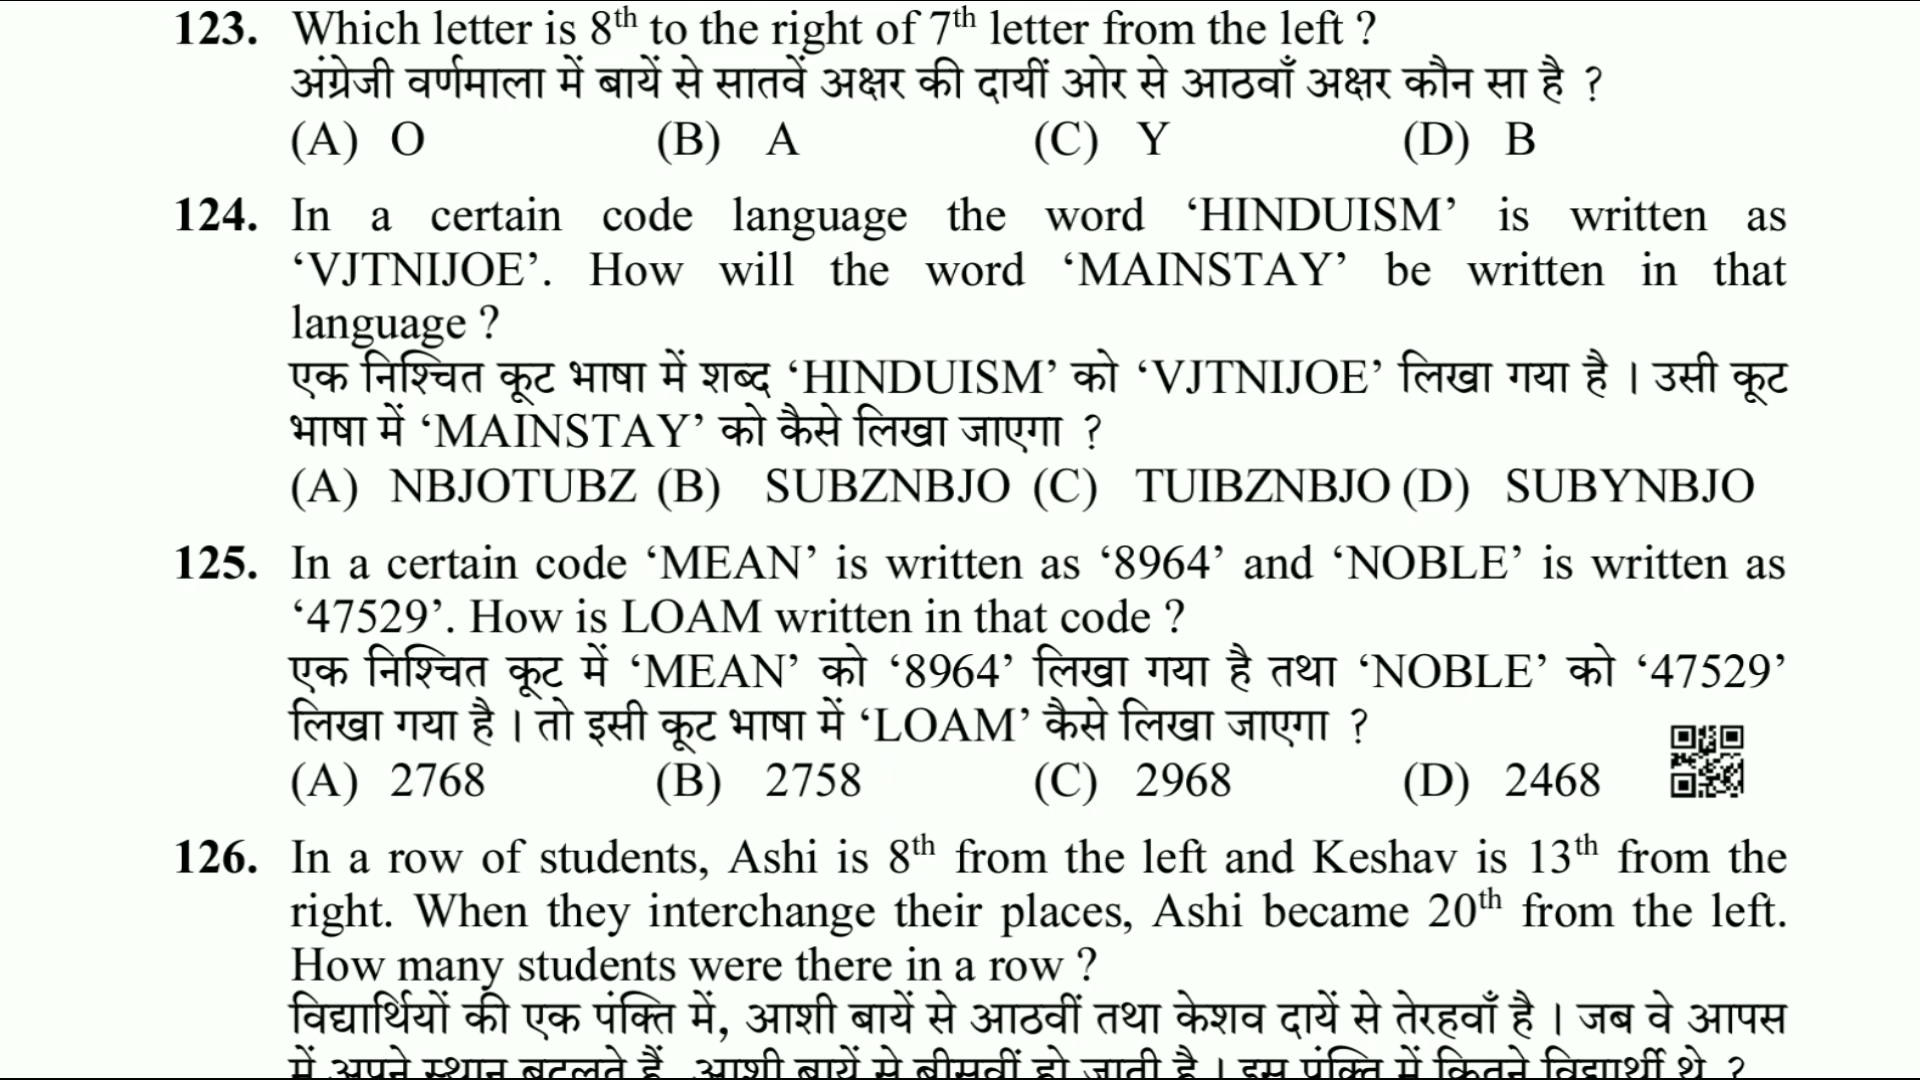 123. Which letter is 8th to the right of 7th letter from the left ?
अंग्रेजी वर्णमाला में बायें से सातवें अक्षर की दायीं ओर से आठवाँ अक्षर कौन सा है ?
(A) O (B) A (C) Y (D) B
124. In a certain code language the word ‘HINDUISM’ is written as
‘VJTNIJOE’. How will the word ‘MAINSTAY’ be written in that
language ?
एक निश्चित कूट भाषा में शब्द ‘HINDUISM’ को ‘VJTNIJOE’ लिखा गया है । उसी कूट
भाषा में ‘MAINSTAY’ को कैसे लिखा जाएगा ?
(A) NBJOTUBZ (B) SUBZNBJO (C) TUIBZNBJO (D) SUBYNBJO
125. In a certain code ‘MEAN’ is written as ‘8964’ and ‘NOBLE’ is written as
‘47529’. How is LOAM written in that code ?
एक निश्चित कूट में ‘MEAN’ को ‘8964’ लिखा गया है तथा ‘NOBLE’ को ‘47529’
लिखा गया है । तो इसी कूट भाषा में ‘LOAM’ कैसे लिखा जाएगा ?
(A) 2768 (B) 2758 (C) 2968 (D) 2468
126. In a row of students, Ashi is 8th from the left and Keshav is 13th from the
right. When they interchange their places, Ashi became 20th from the left.
How many students were there in a row ?
विद्यार्थियों की एक पंक्ति में, आशी बायें से आठवीं तथा केशव दायें से तेरहवाँ है । जब वे आपस
में अपने स्थान बदलते हैं, आशी बायें से बीसवीं हो जाती है । इस पंक्ति में कितने विद्यार्थी थे ?